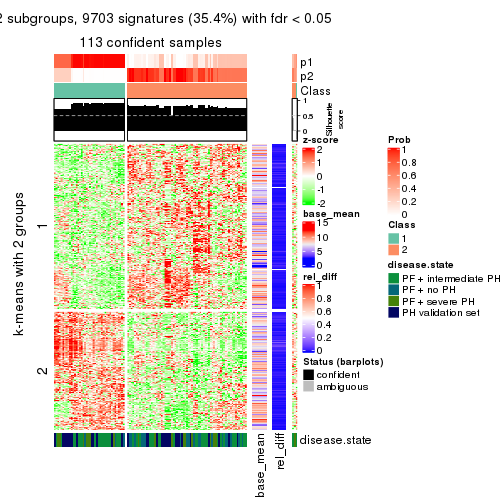 2 subgroups, 9703 signatures (35.4%) with fdr < 0.05
113 confident samples
p1
p2
Class
1
0.5
0
Silhouette
score
k-means with 2 groups
1
2
z-score
2
1
0
-1
-2
base_mean
15
10
5
0
rel_diff
1
0.8
0.6
0.4
0.2
0
Status (barplots)
confident
ambiguous
Prob
1
0.8
0.6
0.4
0.2
0
Class
1
2
disease.state
PF+ intermediate PH
PF+ no PH
PF+ severe PH
PH validation set
disease.state
base_mean
rel_diff